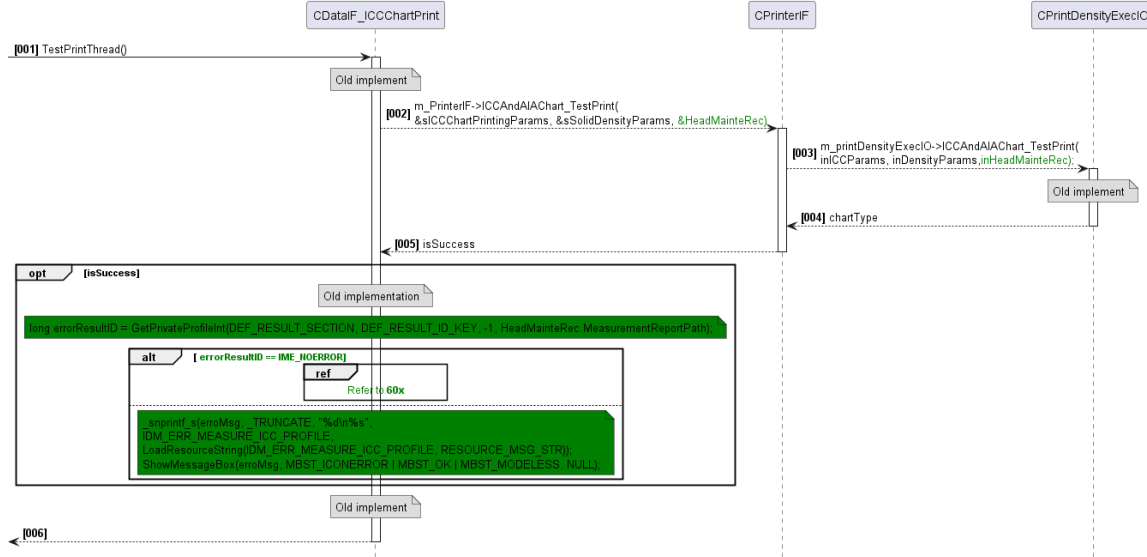 CDataIF_ICCChartPrint
CPrinterIF
CPrintDensityExecIO
[001] TestPrintThread()
Old implement
[002] m_PrinterIF->ICCAndAIAChart_TestPrint(
&sICCChartPrintingParams, &sSolidDensityParams, &HeadMainteRec)
[003] m_printDensityExecIO->ICCAndAIAChart_TestPrint(
inICCParams, inDensityParams,inHeadMainteRec);
Old implement
[004] chartType
[005] isSuccess
opt [isSuccess]
Old implementation
long errorResultID = GetPrivateProfileInt(DEF_RESULT_SECTION, DEF_RESULT_ID_KEY, -1, HeadMainteRec.MeasurementReportPath);
alt [ errorResultID == IME_NOERROR]
ref
Refer to 60x
_snprintf_s(erroMsg, _TRUNCATE, "%d\n%s",
IDM_ERR_MEASURE_ICC_PROFILE,
LoadResourceString(IDM_ERR_MEASURE_ICC_PROFILE, RESOURCE_MSG_STR));
ShowMessageBox(erroMsg, MBST_ICONERROR | MBST_OK | MBST_MODELESS, NULL);
Old implement
[006]